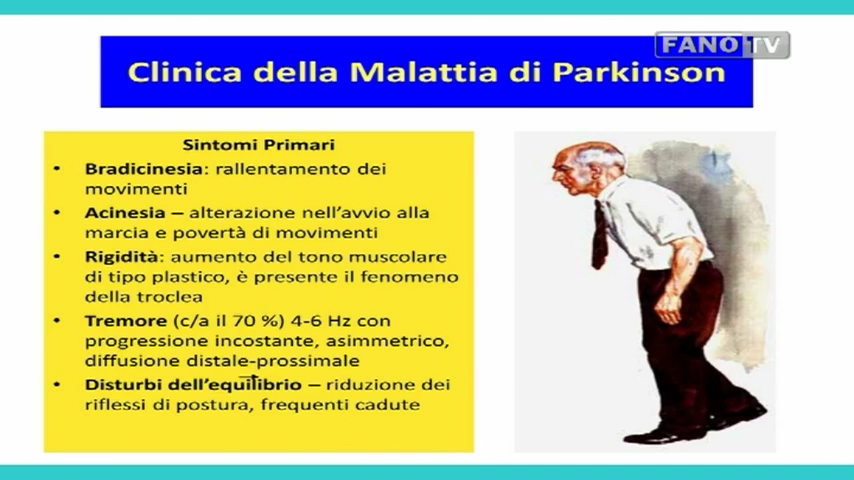 FANO TV
Clinica della Malattia di Parkinson
Sintomi Primari
• Bradicinesia: rallentamento dei
movimenti
• Acinesia – alterazione nell'avvio alla
marcia e povertà di movimenti
• Rigidità: aumento del tono muscolare
di tipo plastico, è presente il fenomeno
della troclea
• Tremore (c/a il 70 %) 4-6 Hz con
progressione incostante, asimmetrico,
diffusione distale-prossimale
• Disturbi dell'equilibrio – riduzione dei
riflessi di postura, frequenti cadute